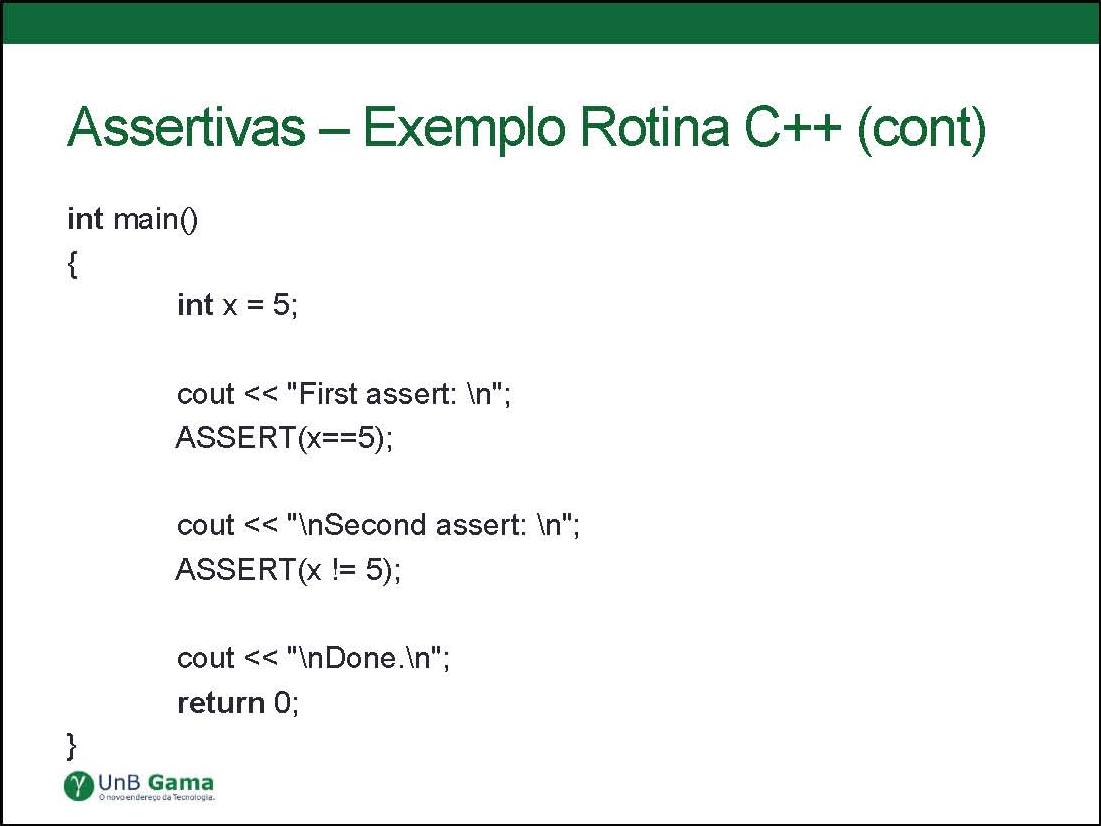 Assertivas – Exemplo Rotina C++ (cont)
int main()
{
int x = 5;
cout << "First assert: \n";
ASSERT(x==5);
cout << "\nSecond assert: \n";
ASSERT(x != 5);
cout << "\nDone.\n";
return 0;
}
UnB Gama
O novo endereço da Tecnologia.